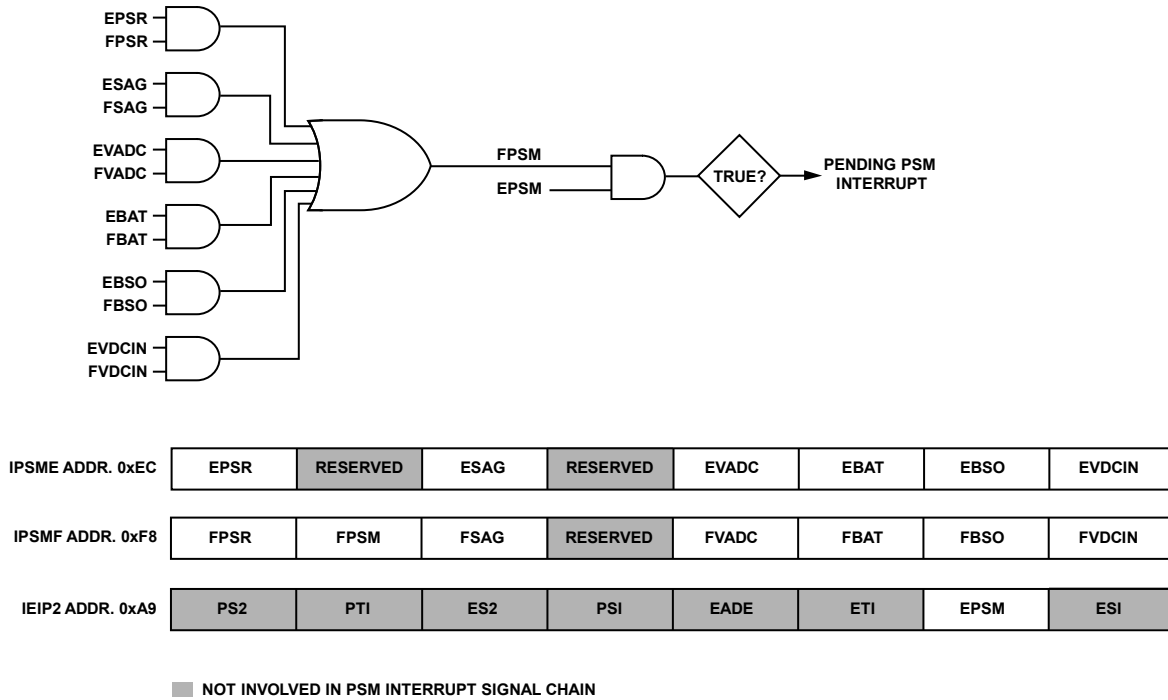 EPSR
FPSR
ESAG
FSAG
EVADC
FVADC
EBAT
FBAT
EBSO
FBSO
EVDCIN
FVDCIN
FPSM
EPSM
TRUE?
PENDING PSM
INTERRUPT
IPSME ADDR. 0xEC EPSR RESERVED ESAG RESERVED EVADC EBAT EBSO EVDCIN
IPSMF ADDR. 0xF8 FPSR FPSM FSAG RESERVED FVADC FBAT FBSO FVDCIN
IEIP2 ADDR. 0xA9 PS2 PTI ES2 PSI EADE ETI EPSM ESI
NOT INVOLVED IN PSM INTERRUPT SIGNAL CHAIN